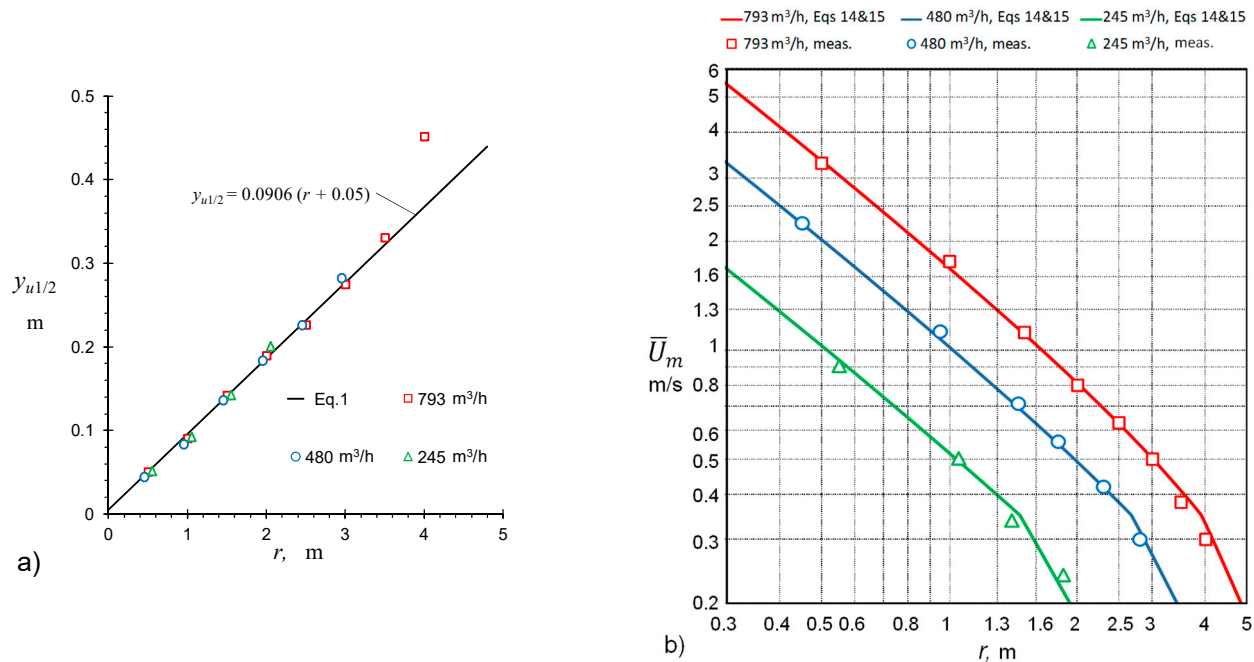 0.5
0.4
0.3
0.2
0.1
0
y_{u1/2}
m
y_{u1/2} = 0.0906 (r + 0.05)
Eq.1
793 m³/h
480 m³/h
245 m³/h
0 1 2 3 4 5
r, m
a)
793 m³/h, Eqs 14&15 480 m³/h, Eqs 14&15 245 m³/h, Eqs 14&15
793 m³/h, meas. 480 m³/h, meas. 245 m³/h, meas.
6
5
4
3
2.5
2
1.6
1.3
1
0.8
0.6
0.5
0.4
0.3
0.2
U̅_m
m/s
0.3 0.5 0.6 0.8 1 1.3 1.6 2 2.5 3 4 5
r, m
b)